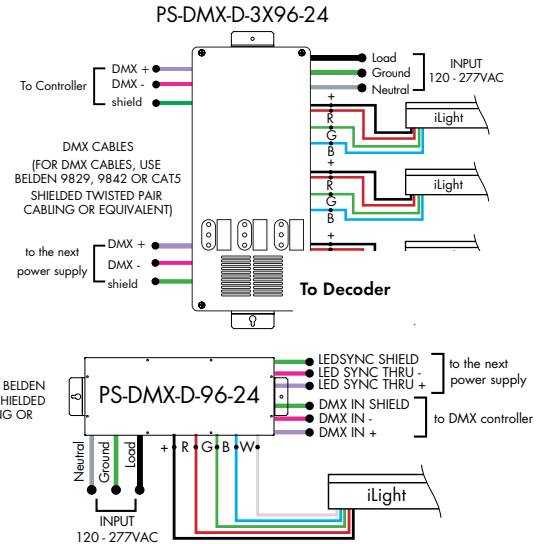 PS-DMX-D-3X96-24
To Controller
DMX +
DMX -
shield
Load
Ground
Neutral
INPUT
120 - 277VAC
+
R
G
B
iLight
+
R
G
B
iLight
+
DMX CABLES
(FOR DMX CABLES, USE
BELDEN 9829, 9842 OR CAT5
SHIELDED TWISTED PAIR
CABLING OR EQUIVALENT)
to the next
power supply
DMX +
DMX -
shield
To Decoder
BELDEN
HIELDED
NG OR
PS-DMX-D-96-24
LEDSYNC SHIELD
LED SYNC THRU -
LED SYNC THRU +
to the next
power supply
DMX IN SHIELD
DMX IN -
DMX IN +
to DMX controller
Neutral
Ground
Load
INPUT
120 - 277VAC
+ R G B W
iLight